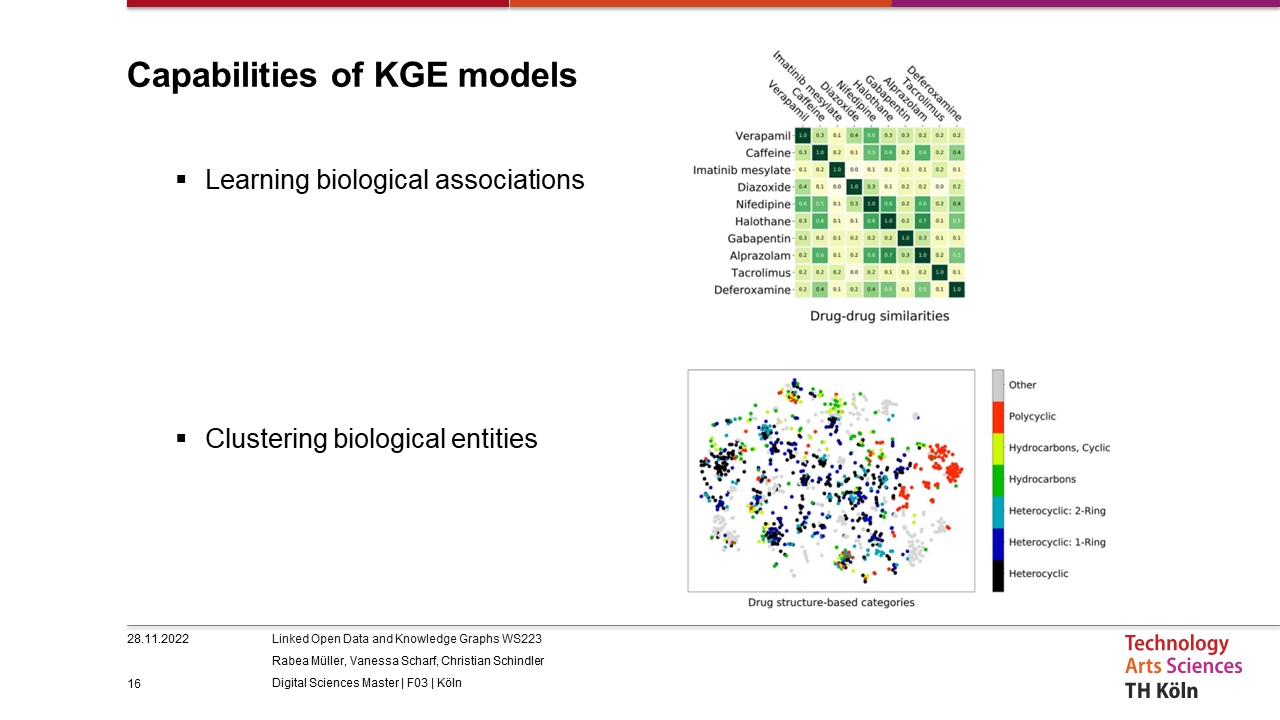 Capabilities of KGE models
▪ Learning biological associations
Verapamil
Caffeine
Imatinib mesylate
Diazoxide
Nifedipine
Halothane
Gabapentin
Alprazolam
Tacrolimus
Deferoxamine
Verapamil 1.0 0.3 0.1 0.4 0.6 0.3 0.3 0.2 0.2 0.2
Caffeine 0.3 1.0 0.2 0.1 0.5 0.6 0.2 0.6 0.2 0.4
Imatinib mesylate 0.1 0.2 1.0 0.0 0.1 0.1 0.1 0.1 0.2 0.1
Diazoxide 0.4 0.1 0.0 1.0 0.3 0.1 0.2 0.2 0.0 0.2
Nifedipine 0.6 0.5 0.1 0.3 1.0 0.6 0.2 0.6 0.2 0.4
Halothane 0.3 0.6 0.1 0.1 0.6 1.0 0.2 0.7 0.1 0.5
Gabapentin 0.3 0.2 0.1 0.2 0.2 0.2 1.0 0.3 0.1 0.1
Alprazolam 0.2 0.6 0.1 0.2 0.6 0.7 0.3 1.0 0.2 0.5
Tacrolimus 0.2 0.2 0.2 0.0 0.2 0.1 0.1 0.2 1.0 0.1
Deferoxamine 0.2 0.4 0.1 0.2 0.4 0.5 0.1 0.5 0.1 1.0
Drug-drug similarities
▪ Clustering biological entities
Other
Polycyclic
Hydrocarbons, Cyclic
Hydrocarbons
Heterocyclic: 2-Ring
Heterocyclic: 1-Ring
Heterocyclic
Drug structure-based categories
28.11.2022
Linked Open Data and Knowledge Graphs WS223
Rabea Müller, Vanessa Scharf, Christian Schindler
16
Digital Sciences Master | F03 | Köln
Technology
Arts Sciences
TH Köln